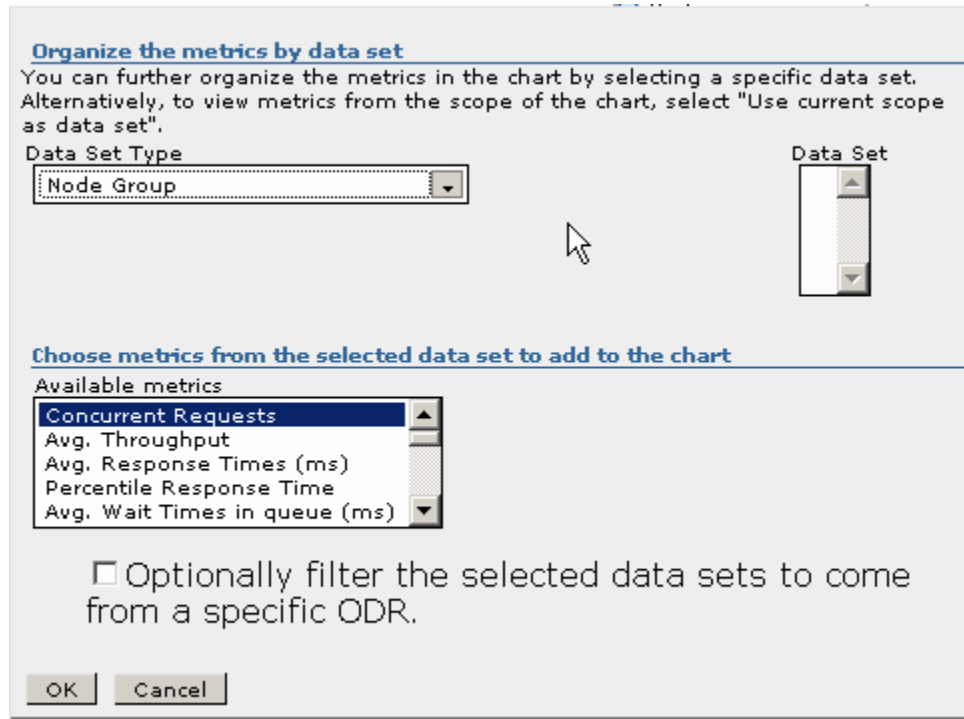 Organize the metrics by data set
You can further organize the metrics in the chart by selecting a specific data set.
Alternatively, to view metrics from the scope of the chart, select "Use current scope
as data set".
Data Set Type
Data Set
Node Group
Choose metrics from the selected data set to add to the chart
Available metrics
Concurrent Requests
Avg. Throughput
Avg. Response Times (ms)
Percentile Response Time
Avg. Wait Times in queue (ms)
Optionally filter the selected data sets to come
from a specific ODR.
OK
Cancel